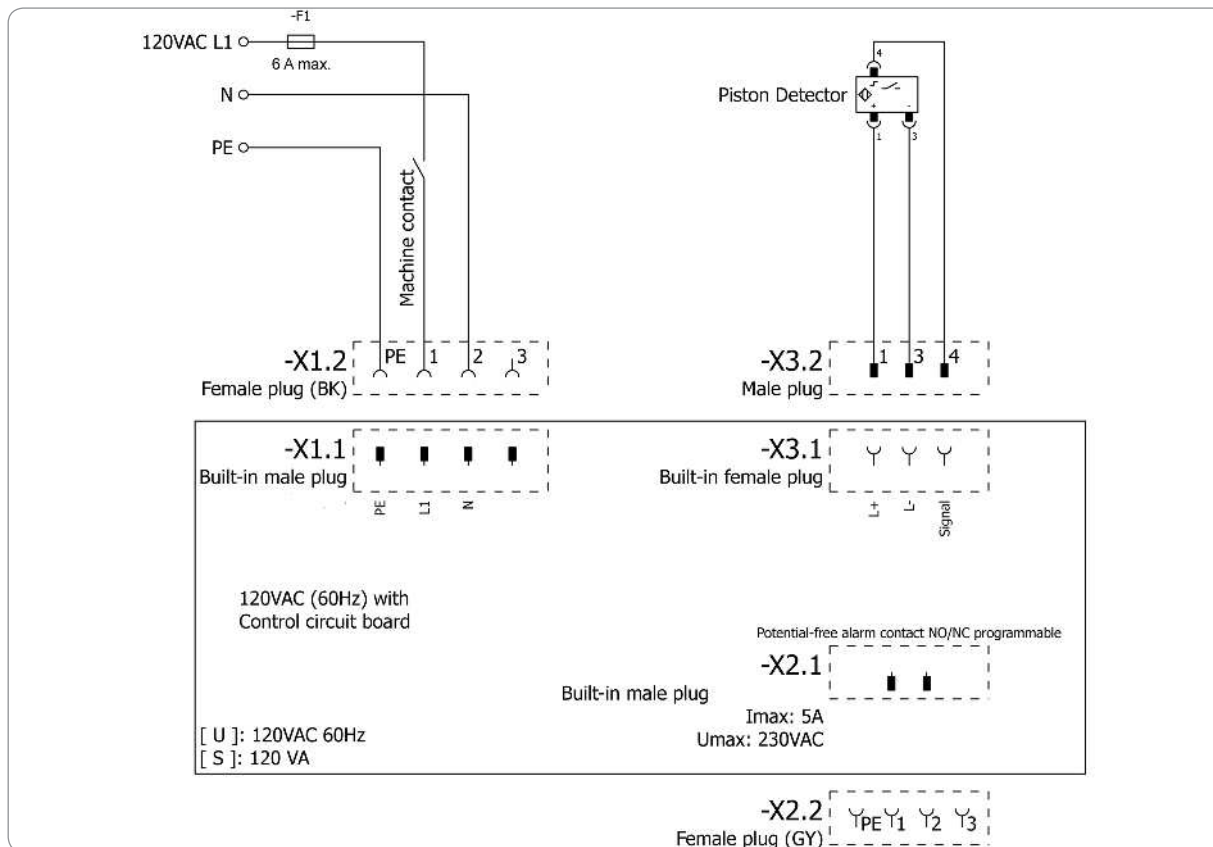 -F1
120VAC L1
6 A max.
N
PE
Machine contact
-X1.2
Female plug (BK)
PE 1 2 3
4
Piston Detector
+ -
1 3
-X3.2
Male plug
1 3 4
-X1.1
Built-in male plug
PE L1 N
-X3.1
Built-in female plug
L+ L- Signal
120VAC (60Hz) with
Control circuit board
Potential-free alarm contact NO/NC programmable
-X2.1
Built-in male plug
Imax: 5A
Umax: 230VAC
[ U ]: 120VAC 60Hz
[ S ]: 120 VA
-X2.2
Female plug (GY)
PE 1 2 3